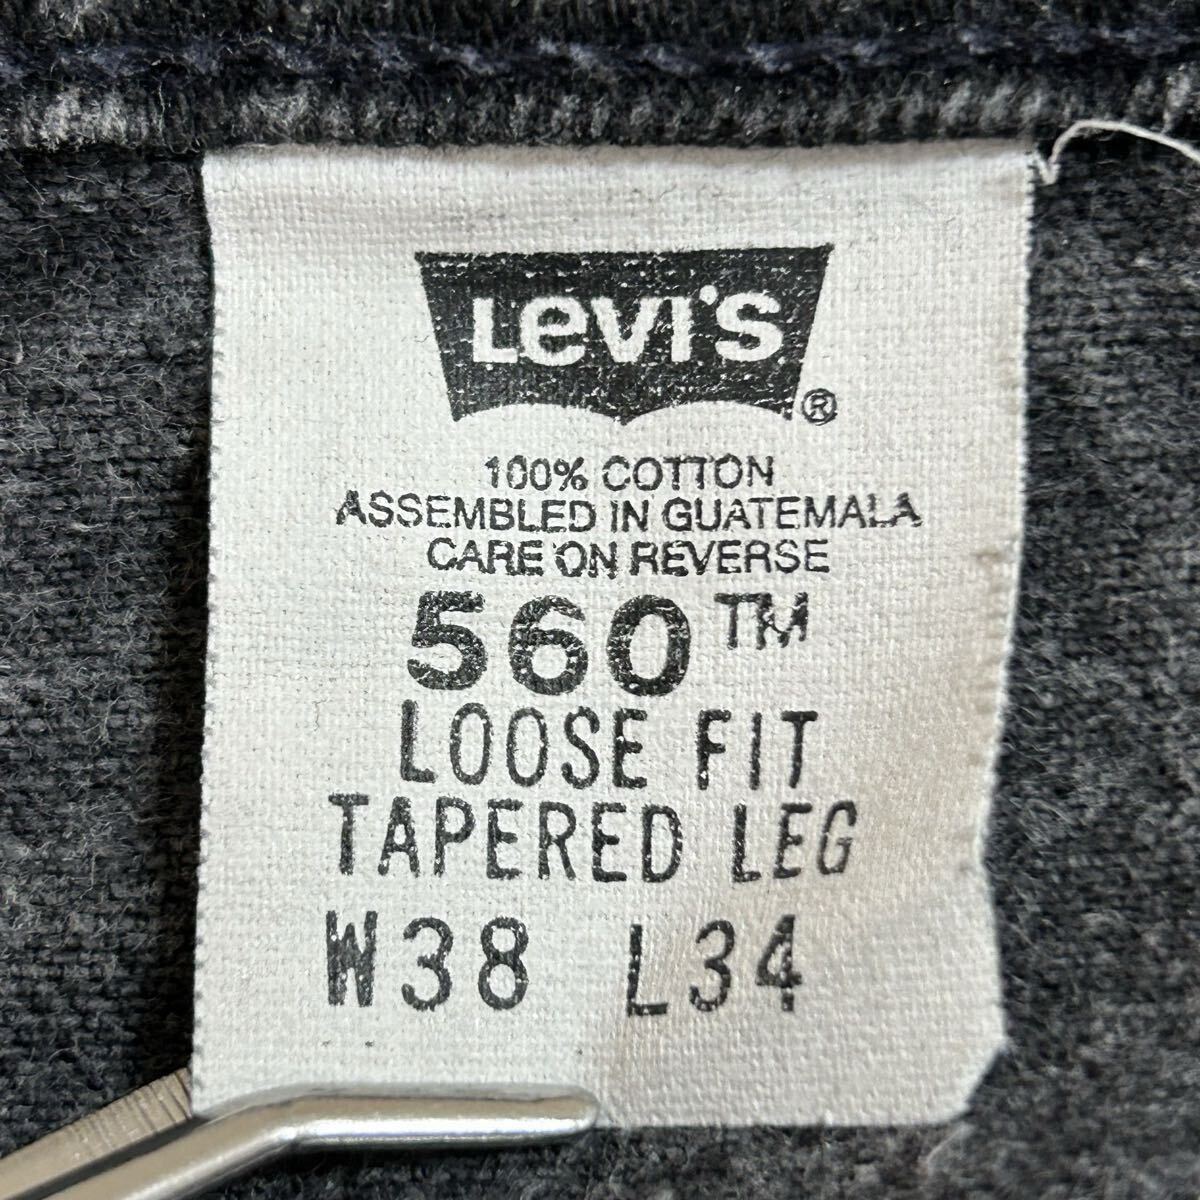 Levi's ®
100% COTTON
ASSEMBLED IN GUATEMALA
CARE ON REVERSE
560™
LOOSE FIT
TAPERED LEG
W38 L34